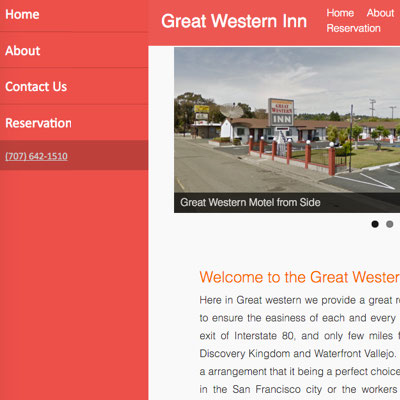 Home
About
Contact Us
Reservation
(707) 642-1510
Great Western Inn
Home About
Reservation
GREAT WESTERN
INN
Great Western Motel from Side
Welcome to the Great Wester
Here in Great western we provide a great r
to ensure the easiness of each and every
exit of Interstate 80, and only few miles f
Discovery Kingdom and Waterfront Vallejo.
a arrangement that it being a perfect choice
in the San Francisco city or the workers